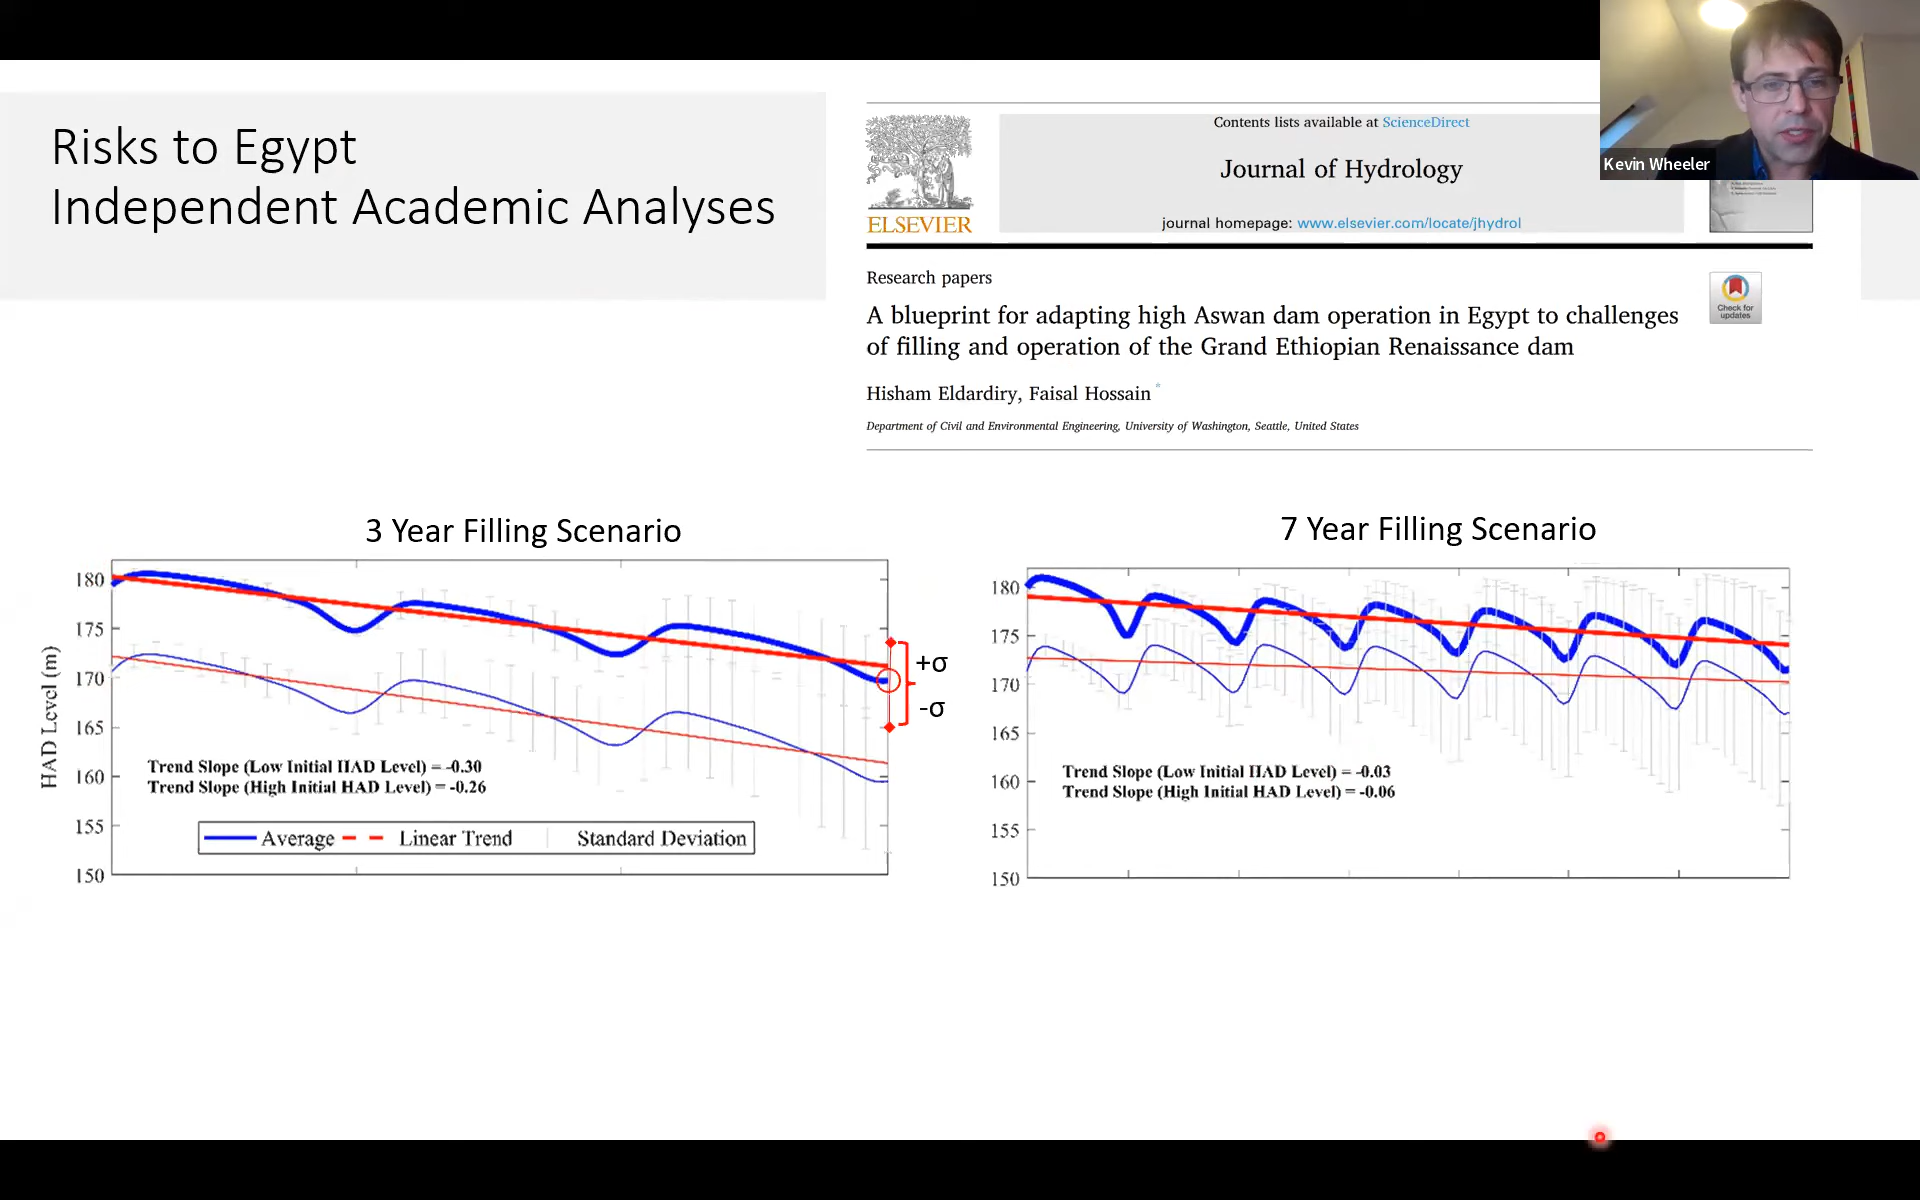 Risks to Egypt
Independent Academic Analyses
Contents lists available at ScienceDirect
Journal of Hydrology
journal homepage: www.elsevier.com/locate/jhydrol
ELSEVIER
Kevin Wheeler
Research papers
A blueprint for adapting high Aswan dam operation in Egypt to challenges
of filling and operation of the Grand Ethiopian Renaissance dam
Check for
updates
Hisham Eldardiry, Faisal Hossain *
Department of Civil and Environmental Engineering, University of Washington, Seattle, United States
3 Year Filling Scenario
HAD Level (m)
180
175
170
165
160
155
150
+σ
-σ
Trend Slope (Low Initial HAD Level) = -0.30
Trend Slope (High Initial HAD Level) = -0.26
Average
Linear Trend
Standard Deviation
7 Year Filling Scenario
180
175
170
165
160
155
150
Trend Slope (Low Initial HAD Level) = -0.03
Trend Slope (High Initial HAD Level) = -0.06